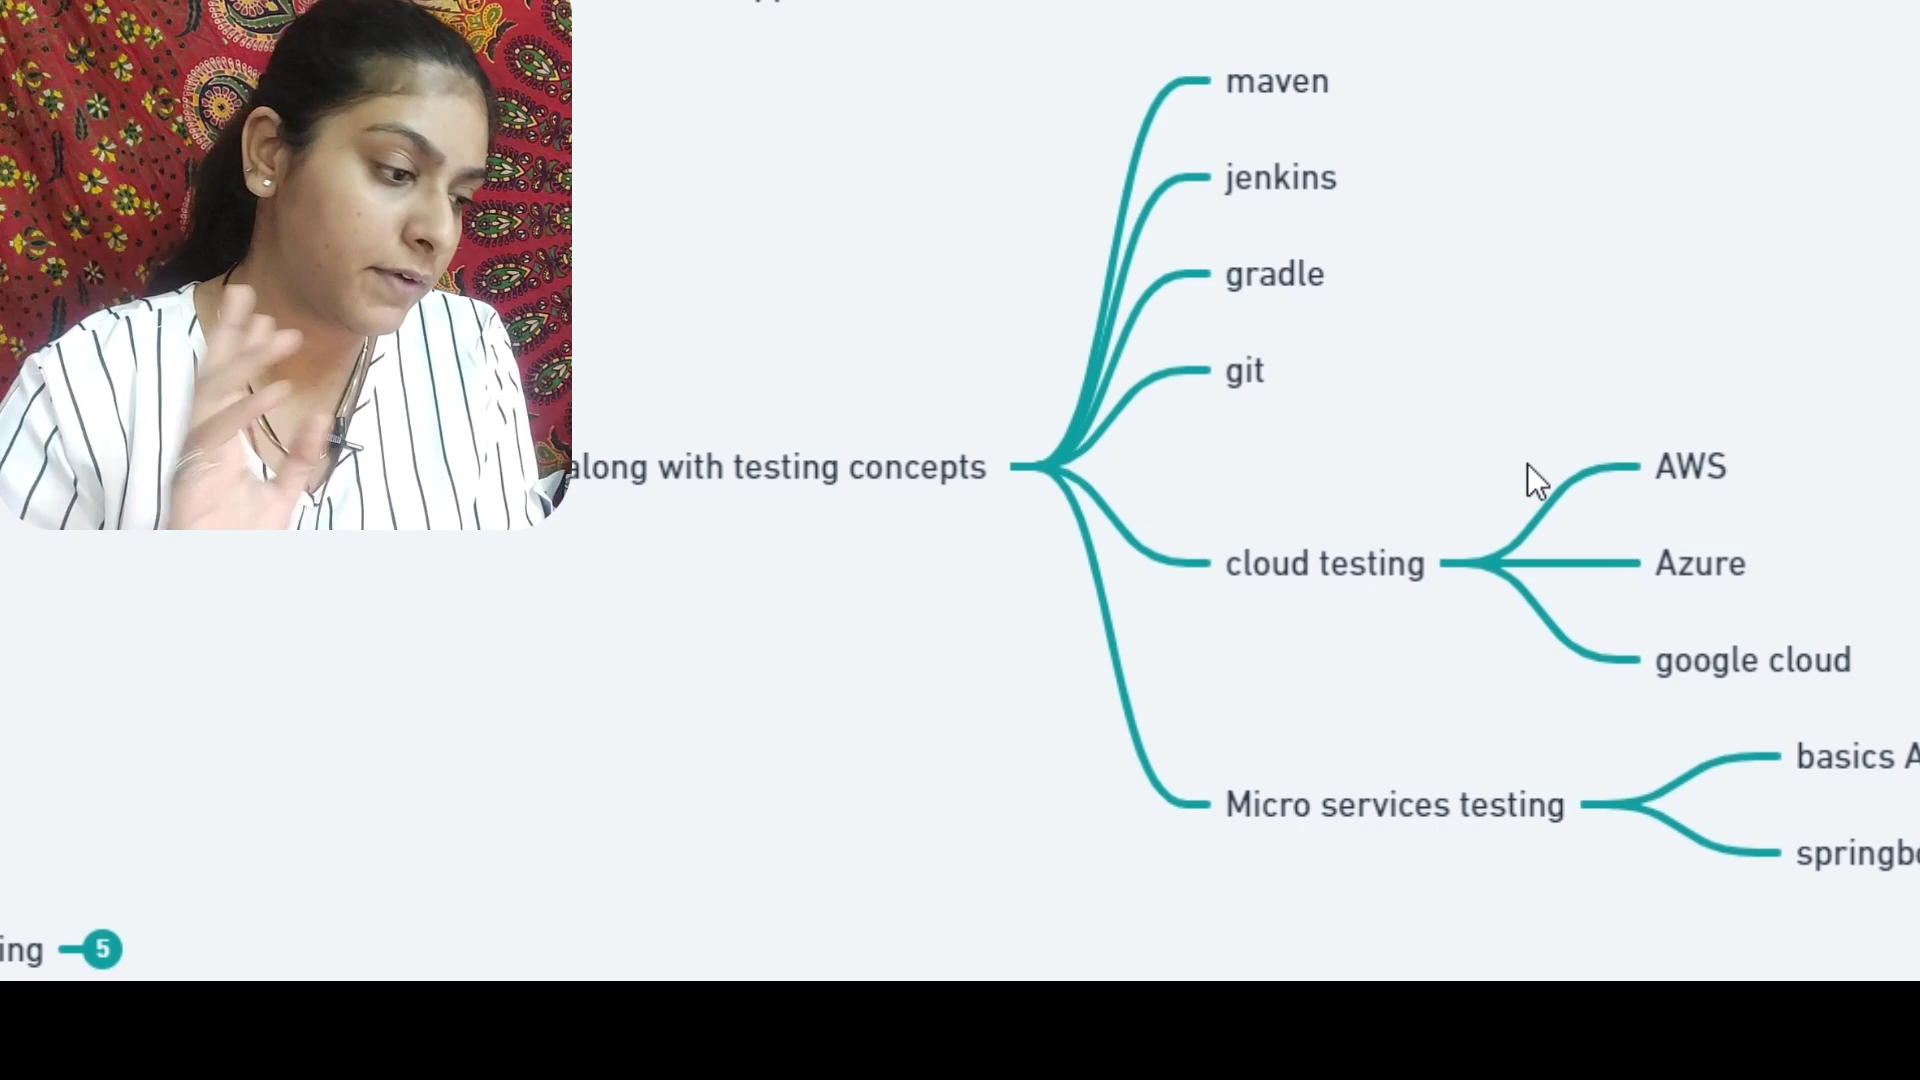 maven
jenkins
gradle
git
along with testing concepts
AWS
cloud testing
Azure
google cloud
basics
Micro services testing
5